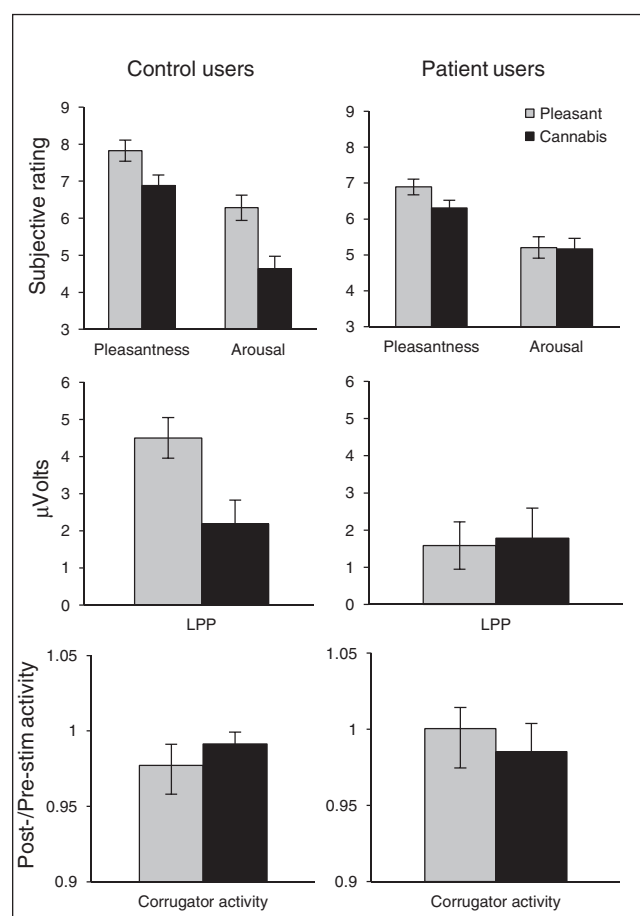 Control users
Patient users
Pleasant
Cannabis
Subjective rating
9
8
7
6
5
4
3
Pleasantness Arousal
9
8
7
6
5
4
3
Pleasantness Arousal
µVolts
6
5
4
3
2
1
0
LPP
6
5
4
3
2
1
0
LPP
Post-/Pre-stim activity
1.05
1
0.95
0.9
Corrugator activity
1.05
1
0.95
0.9
Corrugator activity